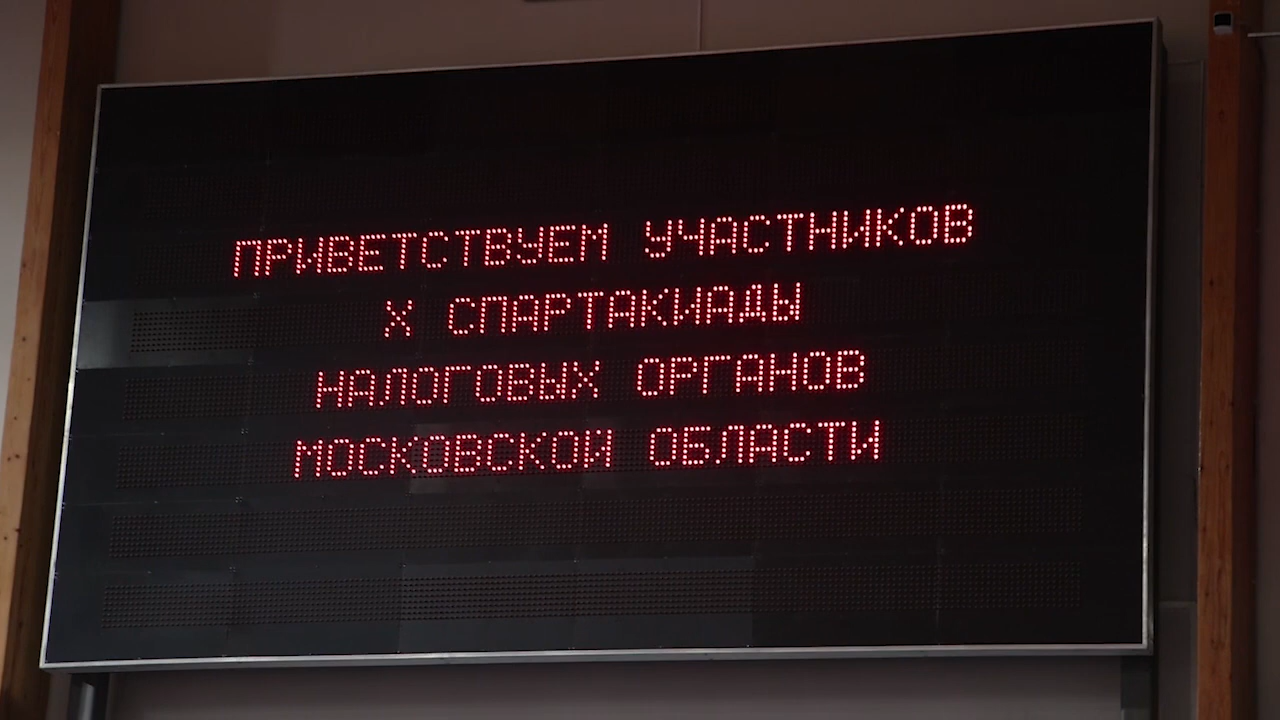 ПРИВЕТСТВУЕМ УЧАСТНИКОВ
X СПАРТАКИАДЫ
НАЛОГОВЫХ ОРГАНОВ
МОСКОВСКОЙ ОБЛАСТИ